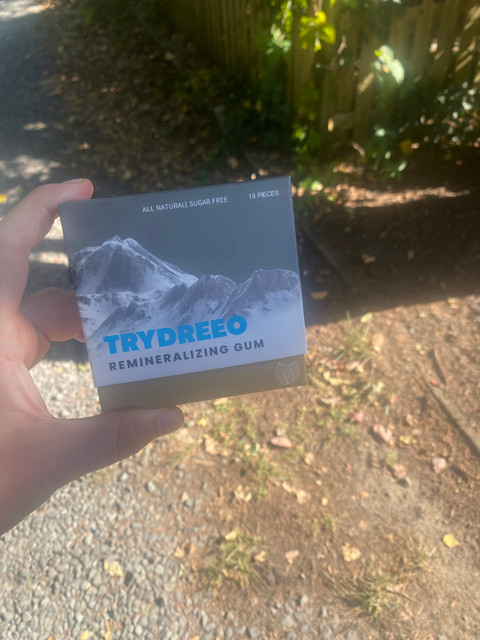 ALL NATURAL| SUGAR FREE 18 PIECES
TRYDREEO
REMINERALIZING GUM